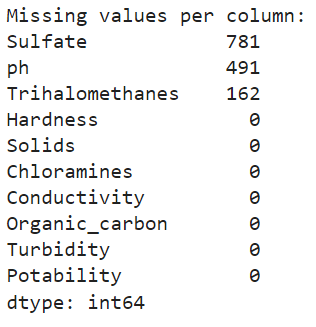 Missing values per column:
Sulfate 781
ph 491
Trihalomethanes 162
Hardness 0
Solids 0
Chloramines 0
Conductivity 0
Organic_carbon 0
Turbidity 0
Potability 0
dtype: int64